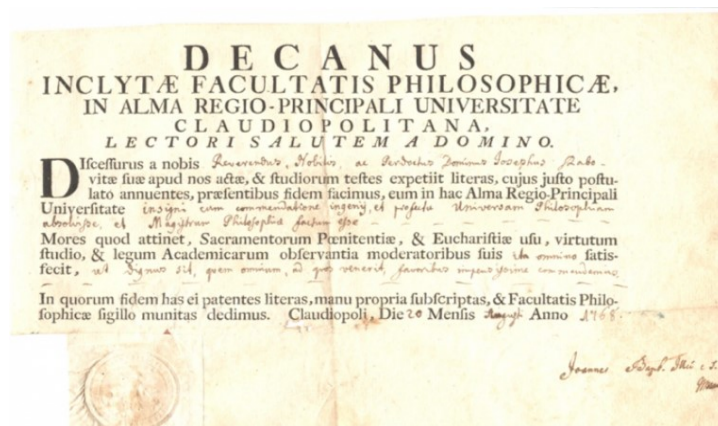 DECANUS
INCLYTÆ FACULTATIS PHILOSOPHICÆ,
IN ALMA REGIO-PRINCIPALI UNIVERSITATE
CLAUDIOPOLITANA,
LECTORI SALUTEM A DOMINO.
DIscessurus a nobis Reverendus, Nobilis, ac Perdoctus Dominus Josephus
vitæ suæ apud nos actæ, & studiorum testes expetiit literas, cujus justo postu-
lato annuentes, præsentibus fidem facimus, eum in hac Alma Regio-Principali
Universitate insigni cum commendatione ingenij, et profectu Universam Philosophiam
absolvisse, et Magistrum Philosophiæ factum esse
Mores quod attinet, Sacramentorum Pœnitentiæ, & Eucharistiæ usu, virtutum
studio, & legum Academicarum observantia moderatoribus suis ita omnino satis-
fecit, ut dignus sit, quem omnium, ad quos venerit, favoribus impensissime commendemus
In quorum fidem has ei patentes literas, manu propria subscriptas, & Facultatis Philo-
sophicæ sigillo munitas dedimus. Claudiopoli, Die 20 Mensis Augusti Anno 1768.
Joannes Bapt.